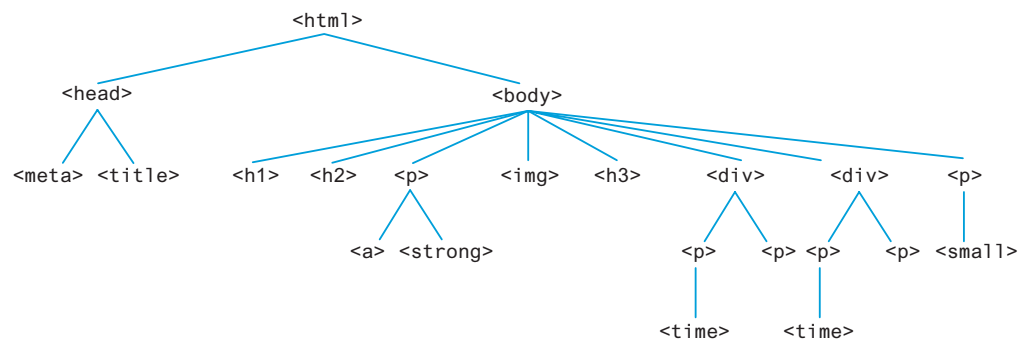 <html>
<head> <body>
<meta> <title> <h1> <h2> <p> <img> <h3> <div> <div> <p>
<a> <strong> <p> <p> <p> <p> <small>
<time> <time>